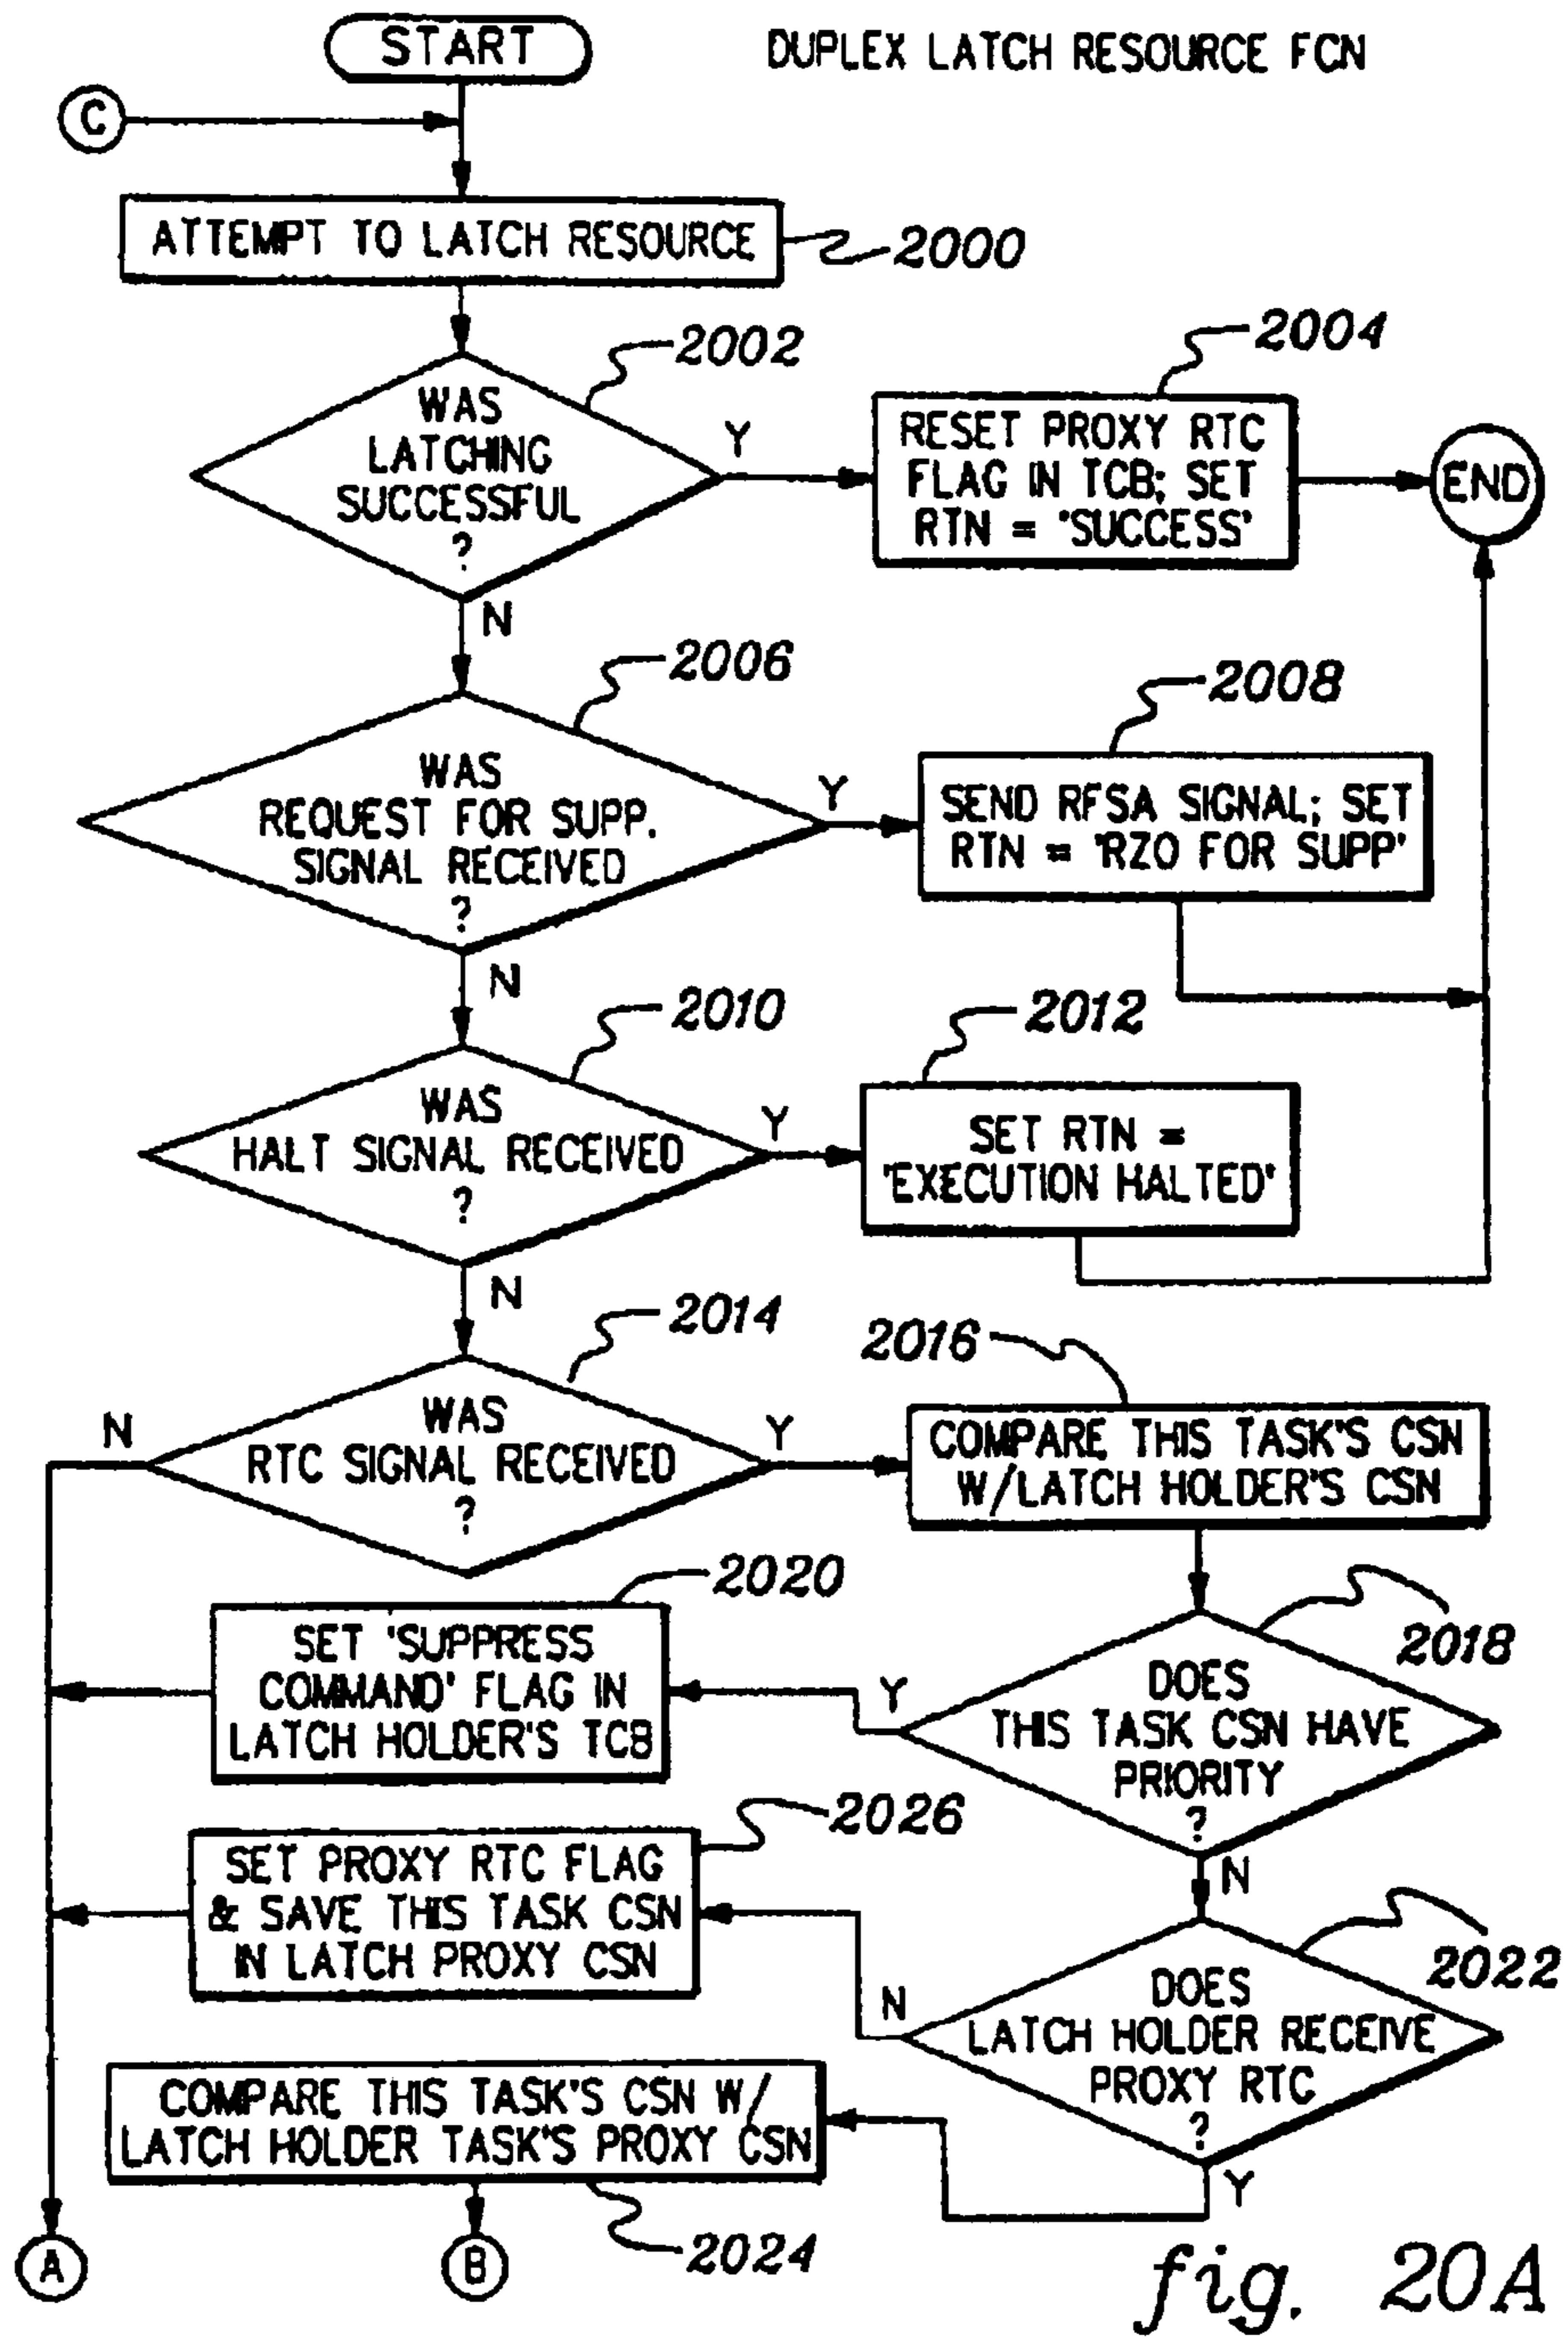 START
DUPLEX LATCH RESOURCE FCN
C
ATTEMPT TO LATCH RESOURCE
2000
2002
WAS
LATCHING
SUCCESSFUL
?
Y
N
2004
RESET PROXY RTC
FLAG IN TCB; SET
RTN = 'SUCCESS'
END
2006
WAS
REQUEST FOR SUPP.
SIGNAL RECEIVED
?
Y
N
2008
SEND RFSA SIGNAL; SET
RTN = 'RZO FOR SUPP'
2010
WAS
HALT SIGNAL RECEIVED
?
Y
N
2012
SET RTN =
'EXECUTION HALTED'
2014
WAS
RTC SIGNAL RECEIVED
?
N
Y
2016
COMPARE THIS TASK'S CSN
W/LATCH HOLDER'S CSN
2018
DOES
THIS TASK CSN HAVE
PRIORITY
?
Y
N
2020
SET 'SUPPRESS
COMMAND' FLAG IN
LATCH HOLDER'S TCB
2022
DOES
LATCH HOLDER RECEIVE
PROXY RTC
?
N
Y
2026
SET PROXY RTC FLAG
& SAVE THIS TASK CSN
IN LATCH PROXY CSN
COMPARE THIS TASK'S CSN W/
LATCH HOLDER TASK'S PROXY CSN
2024
A
B
fig. 20A